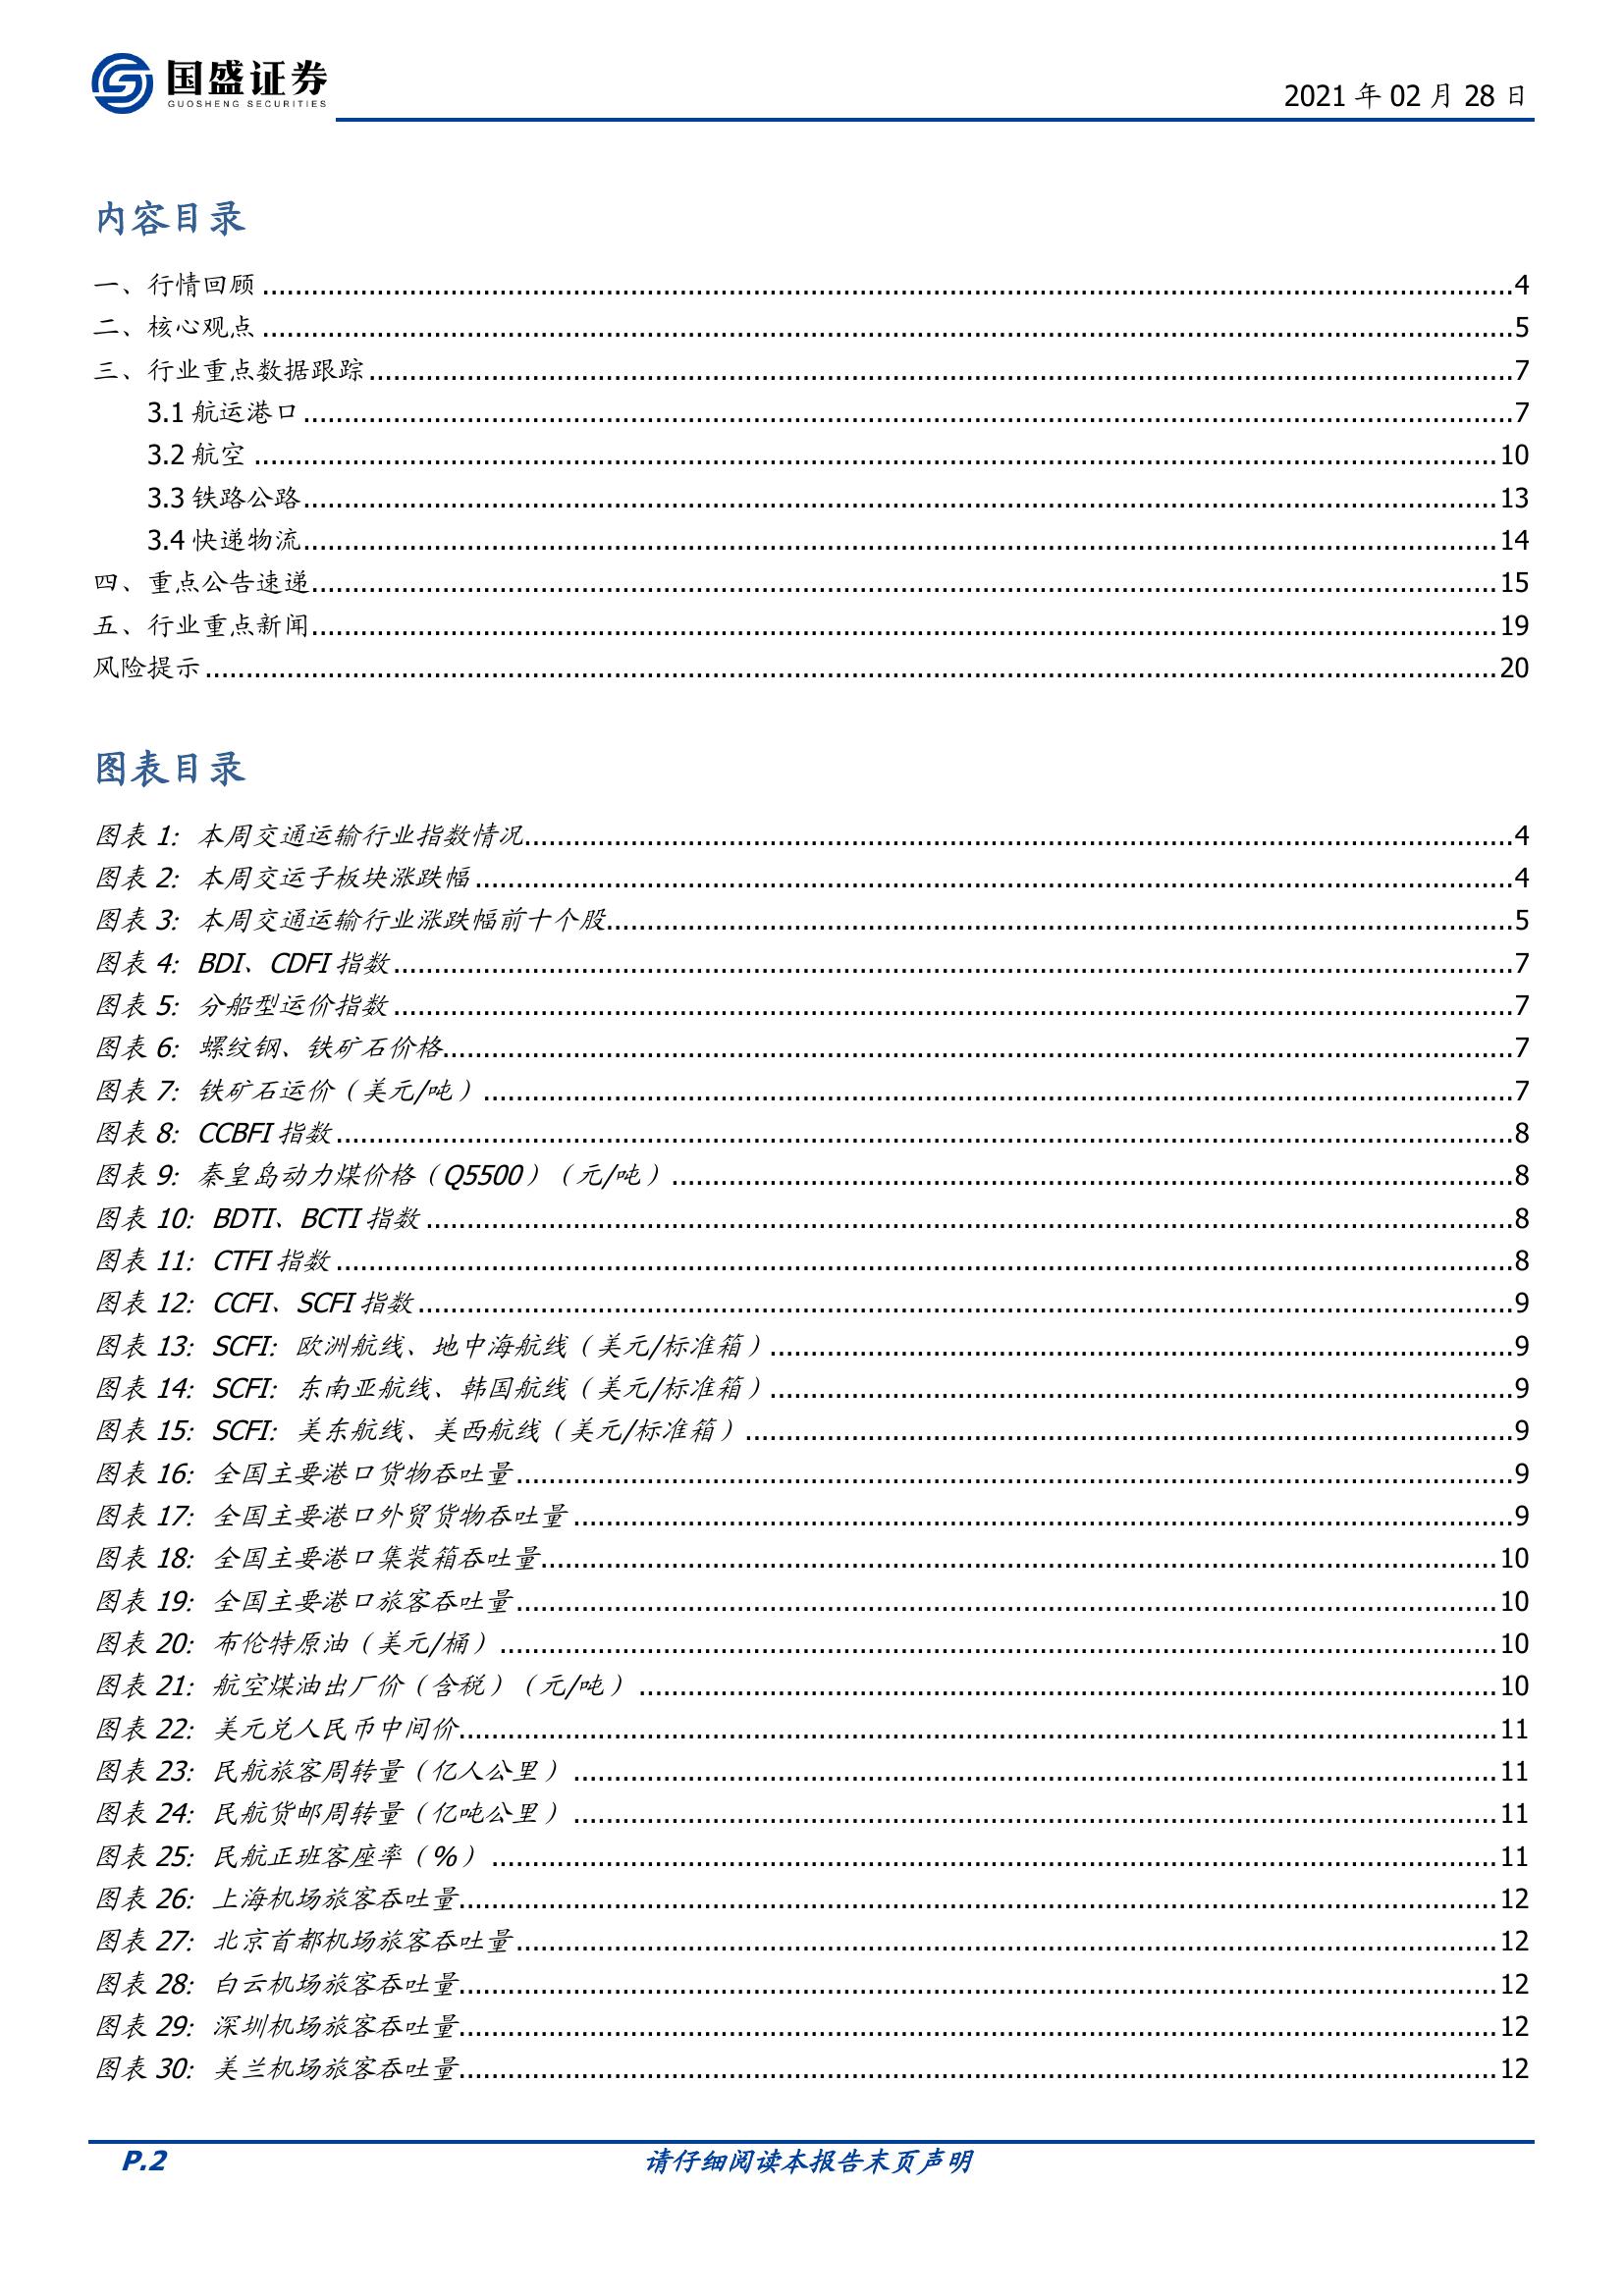 国盛证券
GUOSHENG SECURITIES
2021 年 02 月 28 日
内容目录
一、行情回顾 ........ 4
二、核心观点 ........ 5
三、行业重点数据跟踪 ........ 7
3.1 航运港口 ........ 7
3.2 航空 ........ 10
3.3 铁路公路 ........ 13
3.4 快递物流 ........ 14
四、重点公告速递 ........ 15
五、行业重点新闻 ........ 19
风险提示 ........ 20
图表目录
图表 1: 本周交通运输行业指数情况 ........ 4
图表 2: 本周交运子板块涨跌幅 ........ 4
图表 3: 本周交通运输行业涨跌幅前十个股 ........ 5
图表 4: BDI、CDFI 指数 ........ 7
图表 5: 分船型运价指数 ........ 7
图表 6: 螺纹钢、铁矿石价格 ........ 7
图表 7: 铁矿石运价（美元/吨） ........ 7
图表 8: CCBFI 指数 ........ 8
图表 9: 秦皇岛动力煤价格（Q5500）（元/吨） ........ 8
图表 10: BDTI、BCTI 指数 ........ 8
图表 11: CTFI 指数 ........ 8
图表 12: CCFI、SCFI 指数 ........ 9
图表 13: SCFI: 欧洲航线、地中海航线（美元/标准箱） ........ 9
图表 14: SCFI: 东南亚航线、韩国航线（美元/标准箱） ........ 9
图表 15: SCFI: 美东航线、美西航线（美元/标准箱） ........ 9
图表 16: 全国主要港口货物吞吐量 ........ 9
图表 17: 全国主要港口外贸货物吞吐量 ........ 9
图表 18: 全国主要港口集装箱吞吐量 ........ 10
图表 19: 全国主要港口旅客吞吐量 ........ 10
图表 20: 布伦特原油（美元/桶） ........ 10
图表 21: 航空煤油出厂价（含税）（元/吨） ........ 10
图表 22: 美元兑人民币中间价 ........ 11
图表 23: 民航旅客周转量（亿人公里） ........ 11
图表 24: 民航货邮周转量（亿吨公里） ........ 11
图表 25: 民航正班客座率（%） ........ 11
图表 26: 上海机场旅客吞吐量 ........ 12
图表 27: 北京首都机场旅客吞吐量 ........ 12
图表 28: 白云机场旅客吞吐量 ........ 12
图表 29: 深圳机场旅客吞吐量 ........ 12
图表 30: 美兰机场旅客吞吐量 ........ 12
P.2
请仔细阅读本报告末页声明